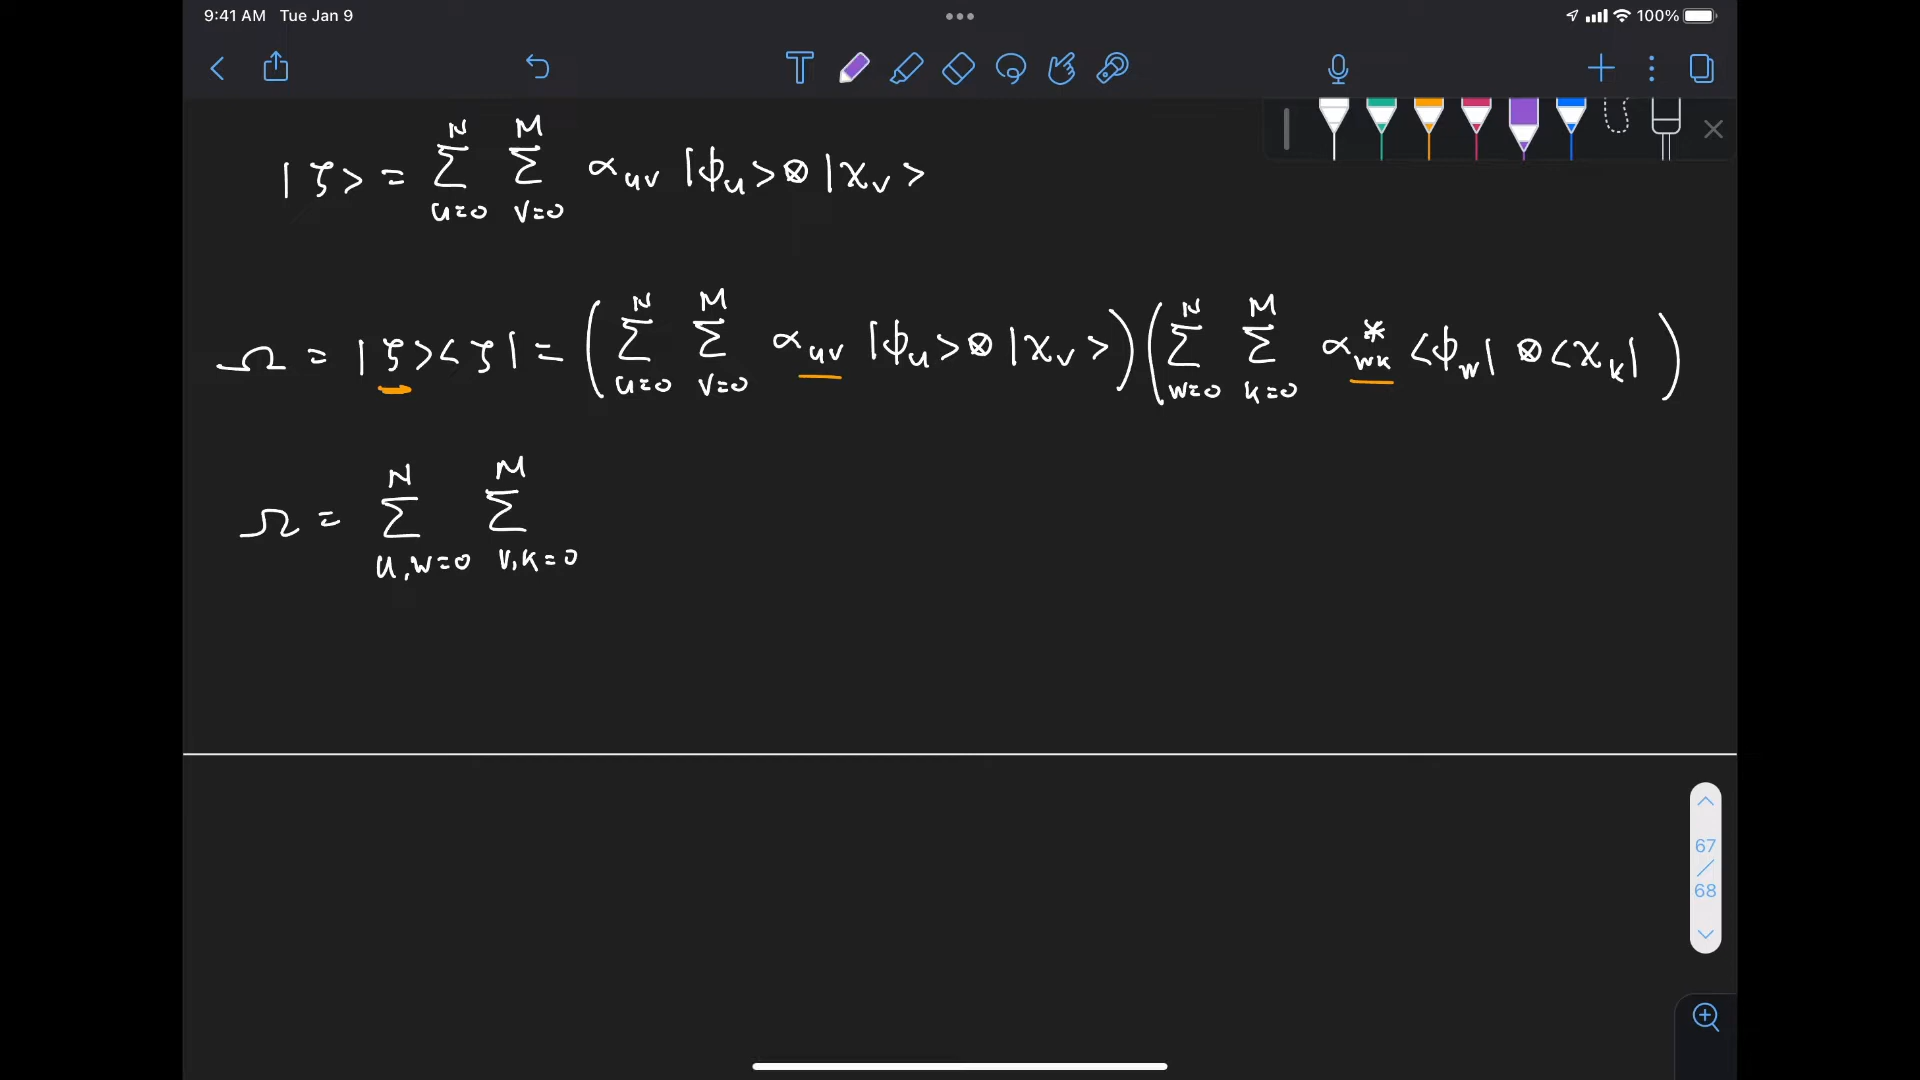 9:41 AM Tue Jan 9
100%
|ζ> = Σ_{u=0}^{N} Σ_{v=0}^{M} α_{uv} |ϕ_u> ⊗ |χ_v>
Ω = |ζ><ζ| = (Σ_{u=0}^{N} Σ_{v=0}^{M} α_{uv} |ϕ_u> ⊗ |χ_v>)(Σ_{w=0}^{N} Σ_{k=0}^{M} α^*_{wk} <ϕ_w| ⊗ <χ_k|)
Ω = Σ_{u,w=0}^{N} Σ_{v,k=0}^{M}
67
/
68